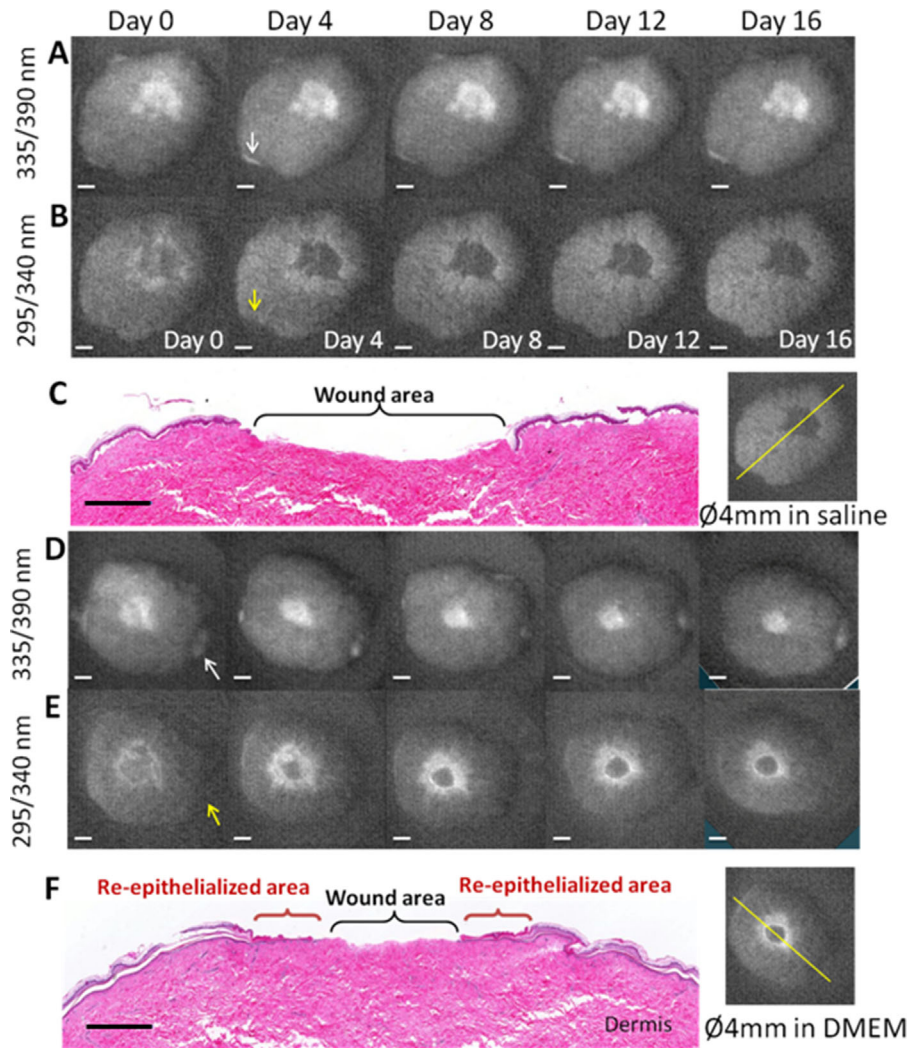 Day 0 Day 4 Day 8 Day 12 Day 16
A
335/390 nm
B
295/340 nm
Day 0 Day 4 Day 8 Day 12 Day 16
C
Wound area
Ø4mm in saline
D
335/390 nm
E
295/340 nm
F
Re-epithelialized area Wound area Re-epithelialized area
Dermis
Ø4mm in DMEM